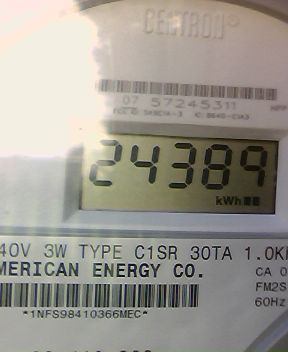 CENTRON®
07 57245311
24389
kWh
40V 3W TYPE C1SR 30TA 1.0K
MERICAN ENERGY CO.
CA 0
FM2S
60Hz
*1NFS98410366MEC*